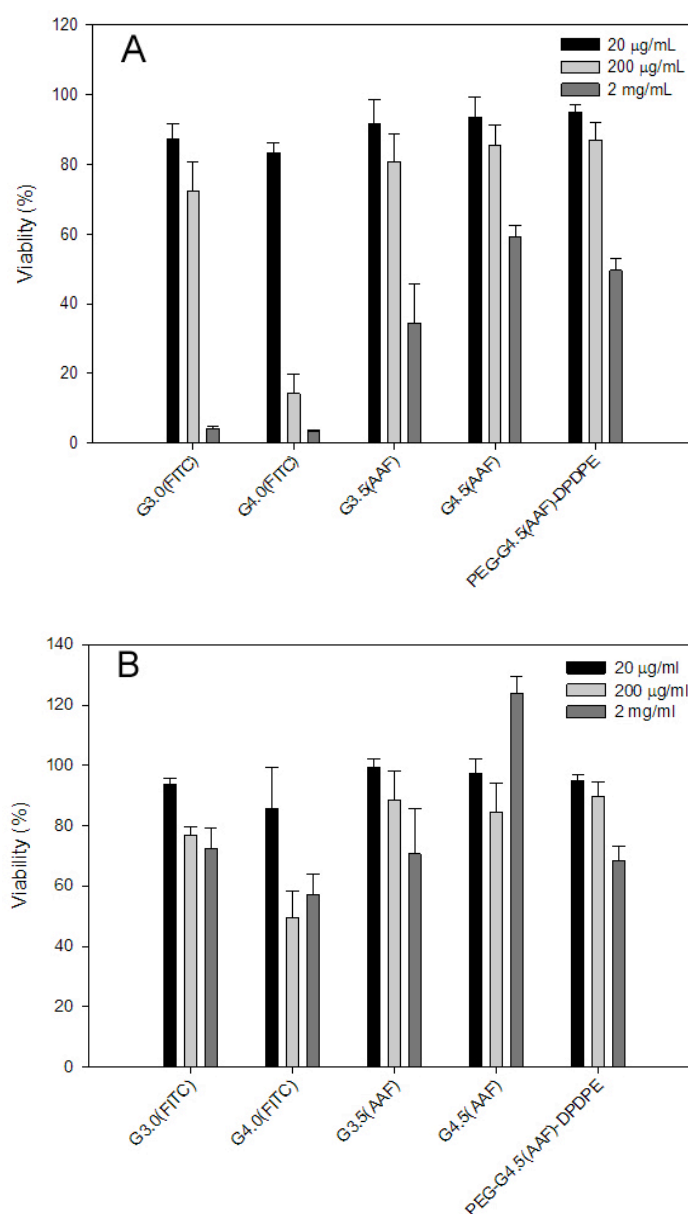 A
20 μg/mL
200 μg/mL
2 mg/mL
120
100
80
60
40
20
0
Viablity (%)
G3.0(FITC)
G4.0(FITC)
G3.5(AAF)
G4.5(AAF)
PEG-G4.5(AAF)-DPDPE
B
20 μg/ml
200 μg/ml
2 mg/ml
140
120
100
80
60
40
20
0
Viability (%)
G3.0(FITC)
G4.0(FITC)
G3.5(AAF)
G4.5(AAF)
PEG-G4.5(AAF)-DPDPE